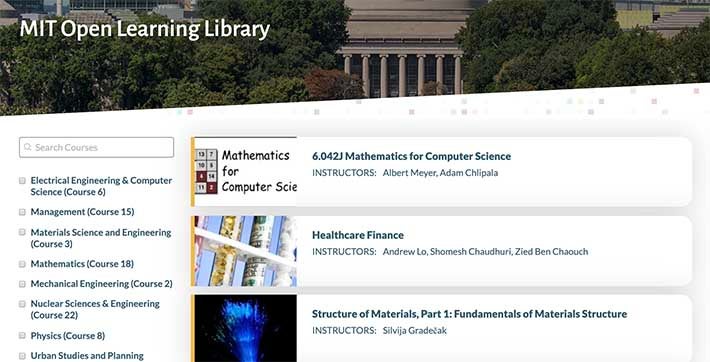 MIT Open Learning Library
Search Courses
Electrical Engineering & Computer
Science (Course 6)
Management (Course 15)
Materials Science and Engineering
(Course 3)
Mathematics (Course 18)
Mechanical Engineering (Course 2)
Nuclear Sciences & Engineering
(Course 22)
Physics (Course 8)
Urban Studies and Planning
13 7 Mathematics
10 5 for
6 4 Computer Scie
11 2
6.042J Mathematics for Computer Science
INSTRUCTORS: Albert Meyer, Adam Chlipala
Healthcare Finance
INSTRUCTORS: Andrew Lo, Shomesh Chaudhuri, Zied Ben Chaouch
Structure of Materials, Part 1: Fundamentals of Materials Structure
INSTRUCTORS: Silvija Gradečak